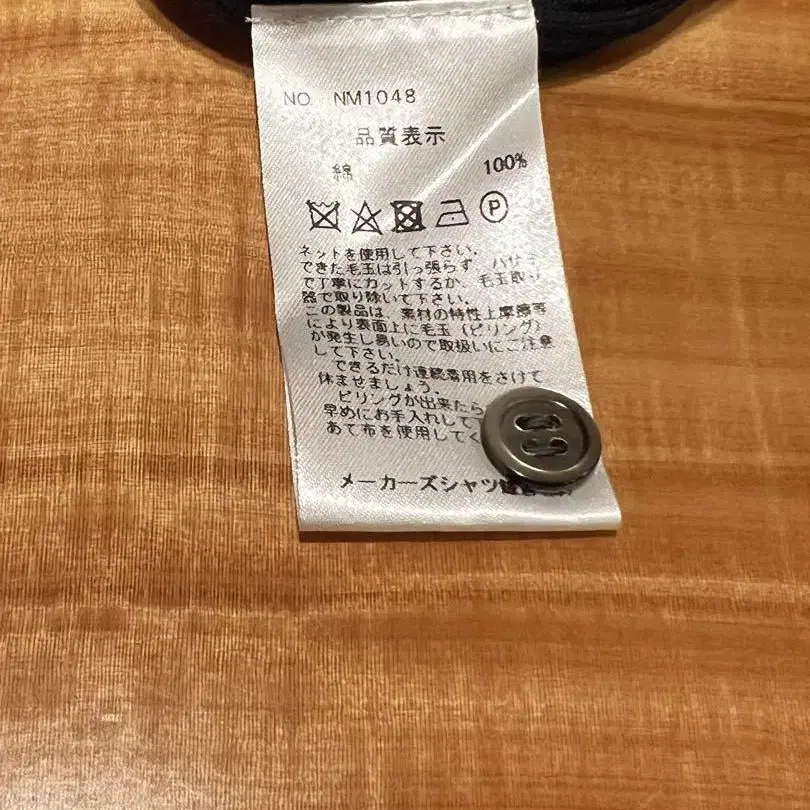 NO. NM1048
品質表示
綿 100%
P
ネットを使用して下さい.
できた毛玉は引っ張らず、ハサミ
で丁寧にカットするか、毛玉取り
器で取り除いて下さい.
この製品は、素材の特性上摩擦等
により表面上に毛玉(ピリング)
が発生し易いので取扱いにご注意
して下さい.
できるだけ連続着用をさけて
休ませましょう.
ピリングが出来たら
早めにお手入れして
あて布を使用してく
メーカーズシャツ鎌倉